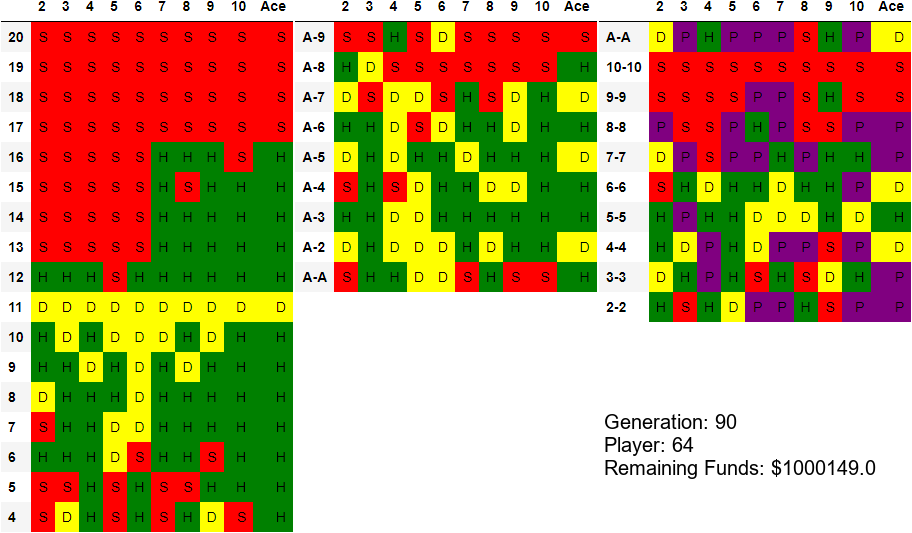 2 3 4 5 6 7 8 9 10 Ace
20 S S S S S S S S S S
19 S S S S S S S S S S
18 S S S S S S S S S S
17 S S S S S S S S S S
16 S S S S S H H H S H
15 S S S S S H S H H H
14 S S S S S H H H H H
13 S S S S S H H H H H
12 H H H S H H H H H H
11 D D D D D D D D D D
10 H D H D D D H D H H
9 H H D H D H D H H H
8 D H H H D H H H H H
7 S H H D D H H H H H
6 H H H D S H H S H H
5 S S H S H S S H H H
4 S D H S H S H D S H
2 3 4 5 6 7 8 9 10 Ace
A-9 S S H S D S S S S S
A-8 H D S S S S S S S H
A-7 D S D D S H S D H D
A-6 H H D S D H H D H H
A-5 D H D H H D H H H D
A-4 S H S D H H D D H H
A-3 H H D D H H H H H H
A-2 D H D D D H D H H D
A-A S H H D D S H S S H
2 3 4 5 6 7 8 9 10 Ace
A-A D P H P P P S H P D
10-10 S S S S S S S S S S
9-9 S S S S P P S H S S
8-8 P S S P H P S S P P
7-7 D P S P P H P H H P
6-6 S H D H H D H H P D
5-5 H P H H D D D H D H
4-4 H D P H D P P S P D
3-3 D H P H S H S D H P
2-2 H S H D P P H S P P
Generation: 90
Player: 64
Remaining Funds: $1000149.0